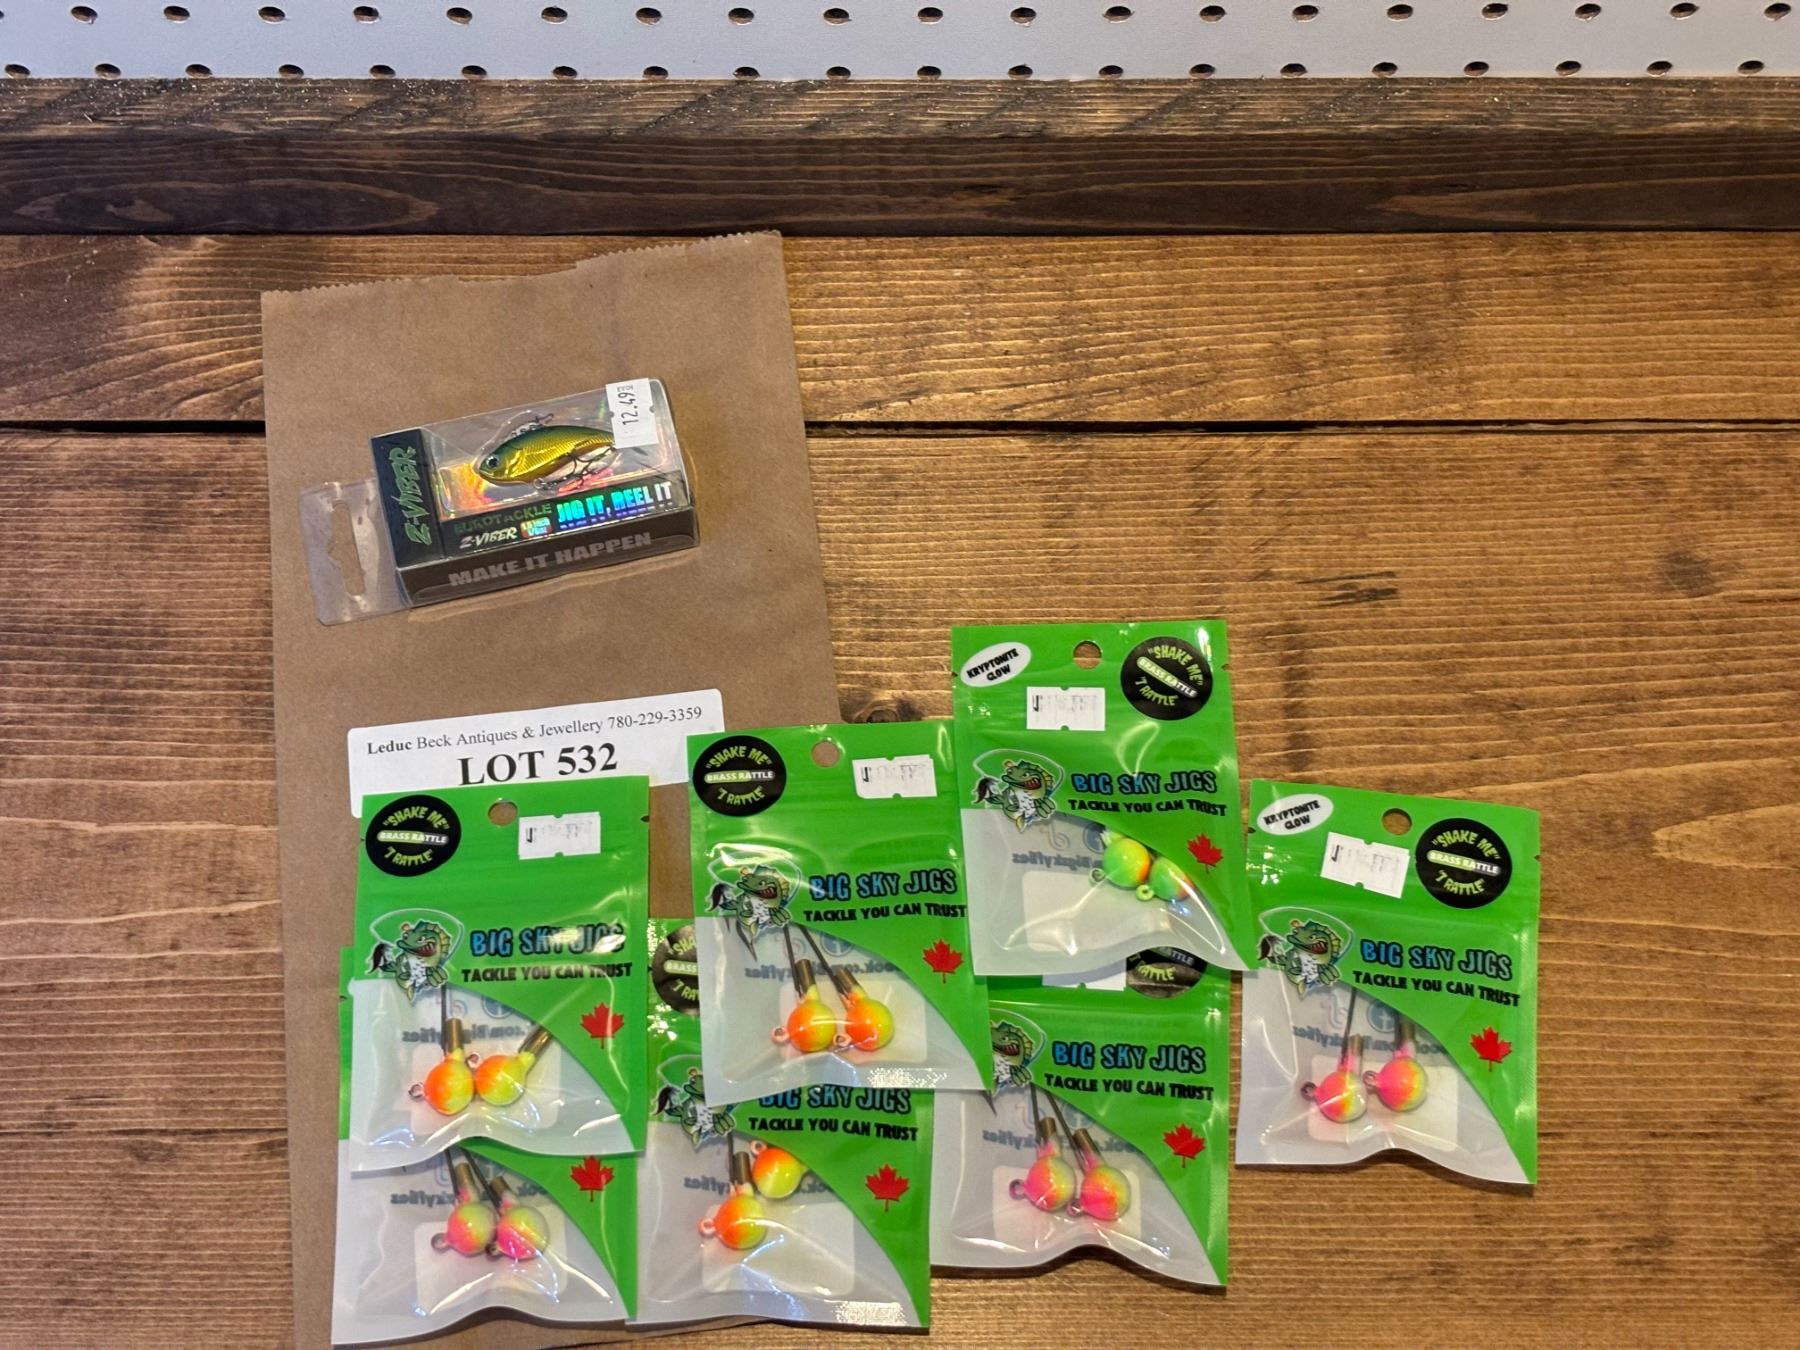 12.49
Z-VIBER
EUROTACKLE
Z-VIBER
JIG IT, REEL IT
MAKE IT HAPPEN
Leduc Beck Antiques & Jewellery 780-229-3359
LOT 532
KRYPTONITE
GLOW
"SHAKE ME"
BRASS RATTLE
"7 RATTLE"
BIG SKY JIGS
TACKLE YOU CAN TRUST
"SHAKE ME"
BRASS RATTLE
"7 RATTLE"
BIG SKY JIGS
TACKLE YOU CAN TRUST
"SHAKE ME"
BRASS RATTLE
"7 RATTLE"
BIG SKY JIGS
TACKLE YOU CAN TRUST
KRYPTONITE
GLOW
"SHAKE ME"
BRASS RATTLE
"7 RATTLE"
BIG SKY JIGS
TACKLE YOU CAN TRUST
BIG SKY JIGS
TACKLE YOU CAN TRUST
BIG SKY JIGS
TACKLE YOU CAN TRUST